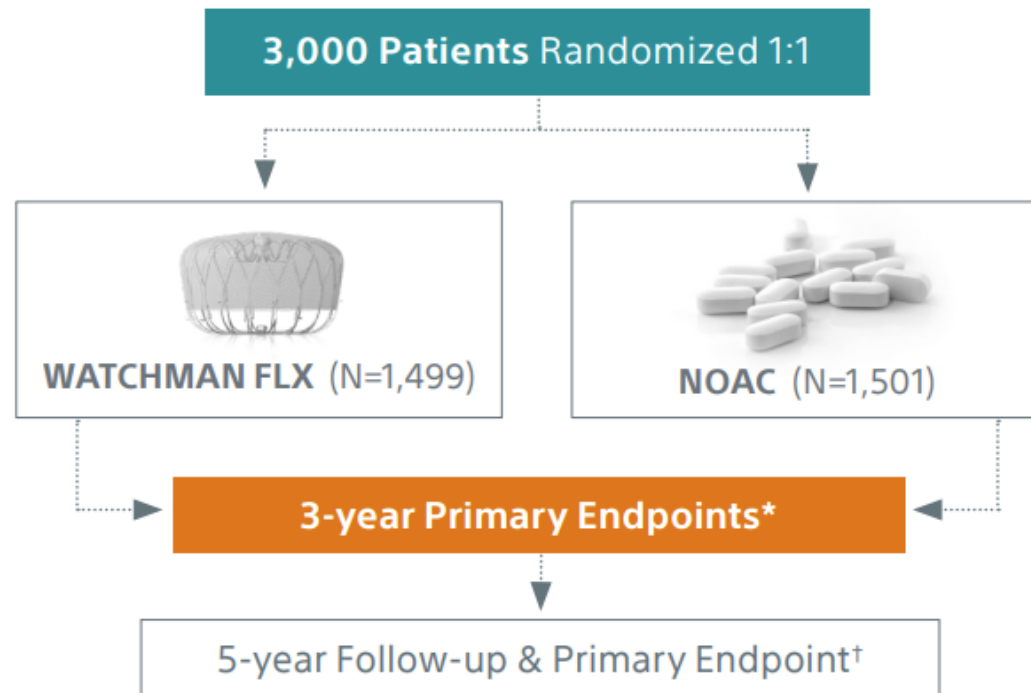 3,000 Patients Randomized 1:1
WATCHMAN FLX (N=1,499)
NOAC (N=1,501)
3-year Primary Endpoints*
5-year Follow-up & Primary Endpoint†